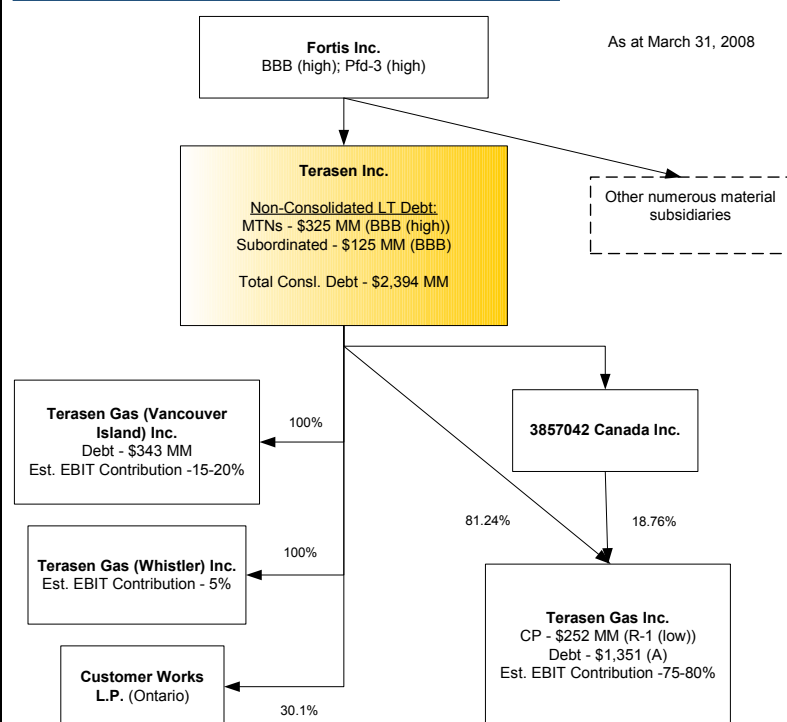 Fortis Inc.
BBB (high); Pfd-3 (high)
As at March 31, 2008
Terasen Inc.
Non-Consolidated LT Debt:
MTNs - $325 MM (BBB (high))
Subordinated - $125 MM (BBB)
Total Consl. Debt - $2,394 MM
Other numerous material
subsidiaries
Terasen Gas (Vancouver
Island) Inc.
Debt - $343 MM
Est. EBIT Contribution -15-20%
100%
3857042 Canada Inc.
81.24%
18.76%
Terasen Gas (Whistler) Inc.
Est. EBIT Contribution - 5%
100%
Terasen Gas Inc.
CP - $252 MM (R-1 (low))
Debt - $1,351 (A)
Est. EBIT Contribution -75-80%
Customer Works
L.P. (Ontario)
30.1%